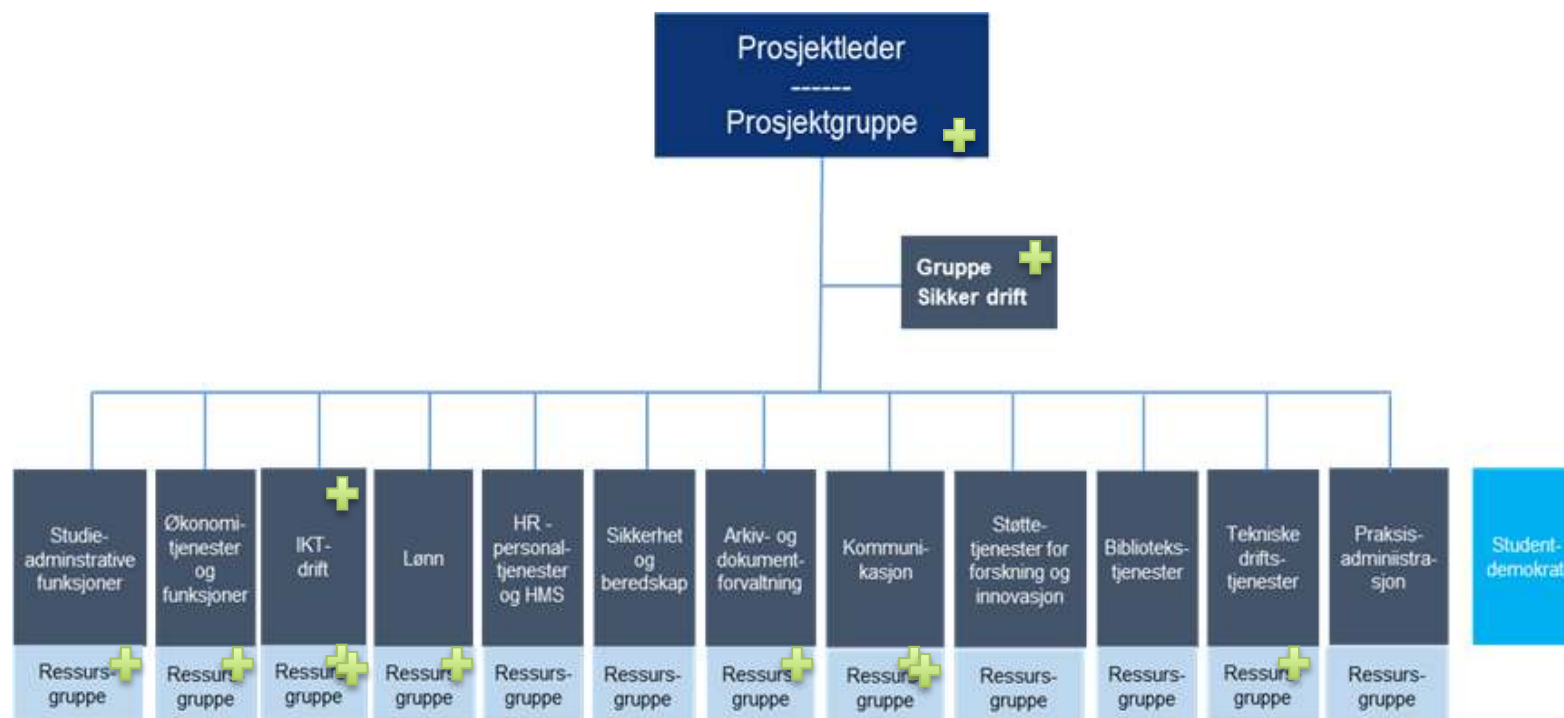 Prosjektleder
------
Prosjektgruppe
Gruppe
Sikker drift
Studie-
adminstrative
funksjoner
Økonomi-
tjenester
og
funksjoner
IKT-
drift
Lønn
HR -
personal-
tjenester
og HMS
Sikkerhet
og
beredskap
Arkiv- og
dokument-
forvaltning
Kommuni-
kasjon
Støtte-
tjenester for
forskning og
innovasjon
Biblioteks-
tjenester
Tekniske
drifts-
tjenester
Praksis-
adminiistra-
sjon
Student-
demokrat
Ressurs-
gruppe
Ressurs-
gruppe
Ressurs-
gruppe
Ressurs-
gruppe
Ressurs-
gruppe
Ressurs-
gruppe
Ressurs-
gruppe
Ressurs-
gruppe
Ressurs-
gruppe
Ressurs-
gruppe
Ressurs-
gruppe
Ressurs-
gruppe